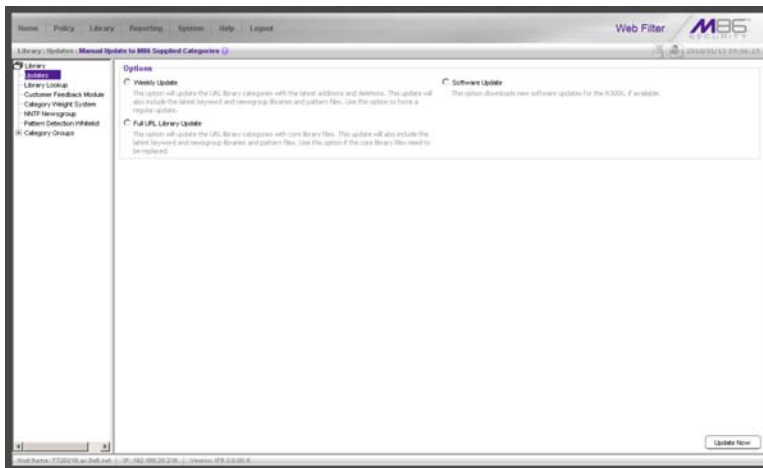 Home Policy Library Reporting System Help Logout
Web Filter
M86
SECURITY
Library : Updates : Manual Update to M86 Supplied Categories
Library
Updates
Library Lookup
Customer Feedback Module
Category Weight System
NNTP Newsgroup
Pattern Detection Whitelist
Category Groups
Options
Weekly Update
This option will update the URL library categories with the latest additions and deletions. This update will
also include the latest keyword and newsgroup libraries and pattern files. Use this option to force a
regular update.
Full URL Library Update
This option will update the URL library categories with core library files. This update will also include the
latest keyword and newsgroup libraries and pattern files. Use this option if the core library files need to
be replaced.
Software Update
This option downloads new software updates for the R3000, if available.
Update Now
Host Name:
IP:
Version: